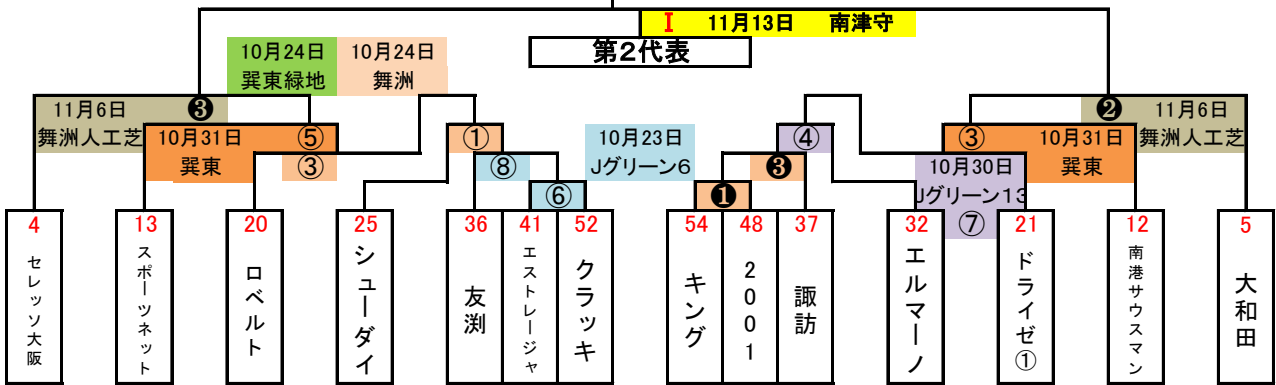 I 11月13日 南津守
第2代表
10月24日
巽東緑地
10月24日
舞洲
11月6日
舞洲人工芝
❸
10月31日
巽東
⑤
③
①
⑧
⑥
10月23日
Jグリーン6
④
❸
❶
10月30日
Jグリーン13
⑦
③
10月31日
巽東
❷
11月6日
舞洲人工芝
4
セレッソ大阪
13
スポーツネット
20
ロベルト
25
シューダイ
36
友渕
41
エストレージャ
52
クラッキ
54
キング
48
2001
37
諏訪
32
エルマーノ
21
ドライゼ①
12
南港サウスマン
5
大和田